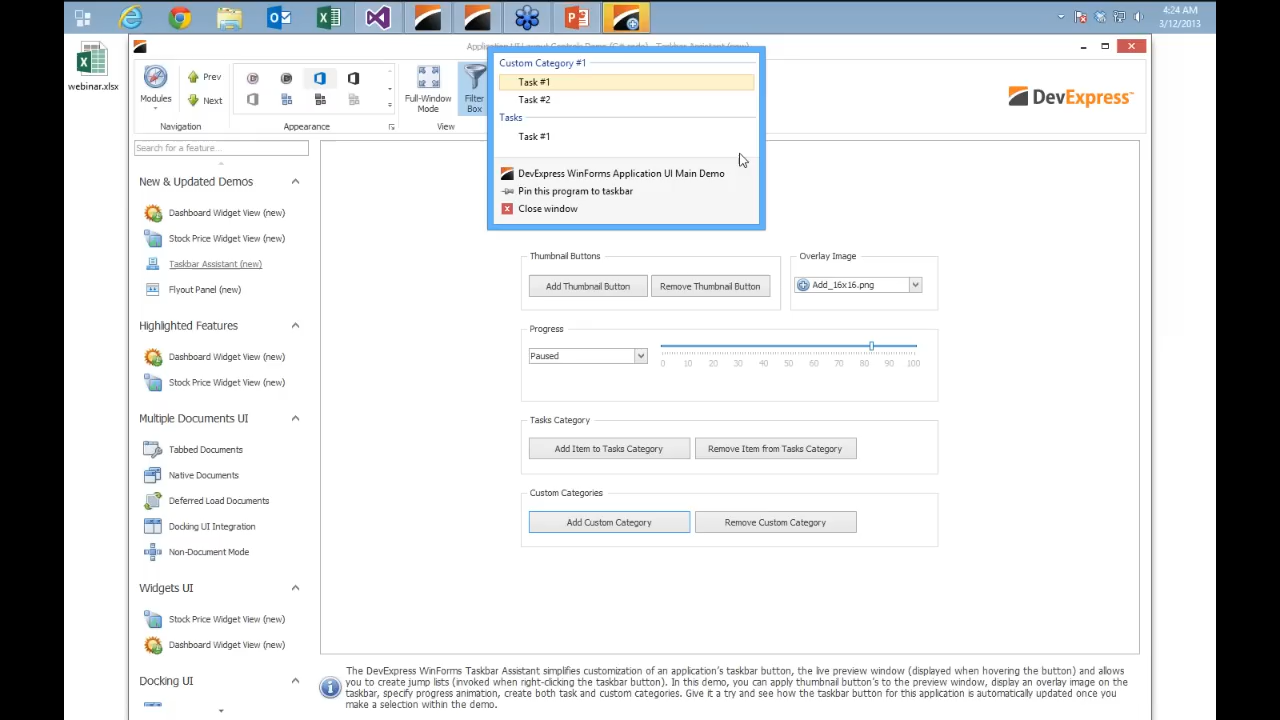 4:24 AM
3/12/2013
webinar.xlsx
Modules
Prev
Next
Navigation
Appearance
Full-Window
Mode
Filter
Box
View
DevExpress
Custom Category #1
Task #1
Task #2
Tasks
Task #1
DevExpress WinForms Application UI Main Demo
Pin this program to taskbar
Close window
Search for a feature...
New & Updated Demos
Dashboard Widget View (new)
Stock Price Widget View (new)
Taskbar Assistant (new)
Flyout Panel (new)
Highlighted Features
Dashboard Widget View (new)
Stock Price Widget View (new)
Multiple Documents UI
Tabbed Documents
Native Documents
Deferred Load Documents
Docking UI Integration
Non-Document Mode
Widgets UI
Stock Price Widget View (new)
Dashboard Widget View (new)
Docking UI
Thumbnail Buttons
Add Thumbnail Button
Remove Thumbnail Button
Overlay Image
Add_16x16.png
Progress
Paused
0 10 20 30 40 50 60 70 80 90 100
Tasks Category
Add Item to Tasks Category
Remove Item from Tasks Category
Custom Categories
Add Custom Category
Remove Custom Category
The DevExpress WinForms Taskbar Assistant simplifies customization of an application's taskbar button, the live preview window (displayed when hovering the button) and allows
you to create jump lists (invoked when right-clicking the taskbar button). In this demo, you can apply thumbnail button's to the preview window, display an overlay image on the
taskbar, specify progress animation, create both task and custom categories. Give it a try and see how the taskbar button for this application is automatically updated once you
make a selection within the demo.